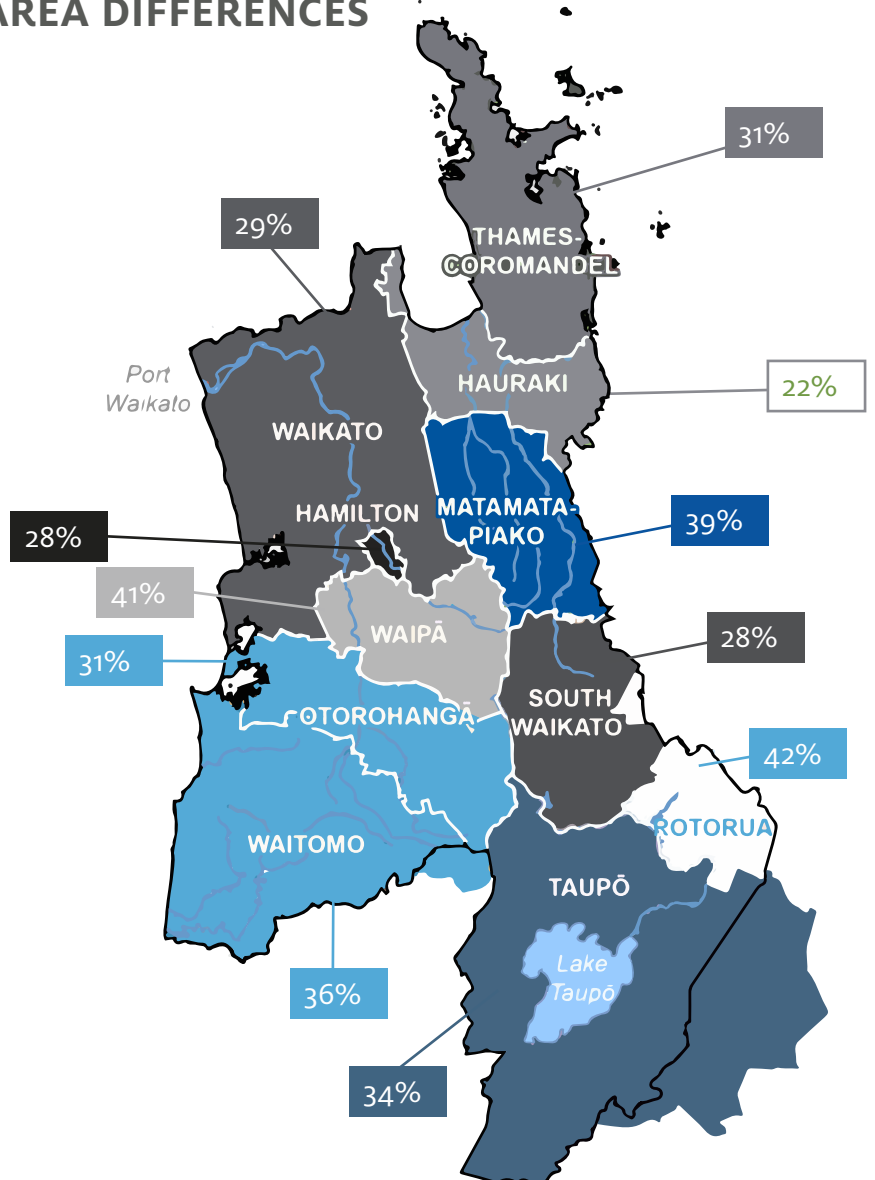 AREA DIFFERENCES
31%
29%
THAMES-
COROMANDEL
Port
Waikato
HAURAKI
22%
WAIKATO
HAMILTON
MATAMATA-
PIAKO
28%
39%
41%
WAIPĀ
31%
28%
OTOROHANGĀ
SOUTH
WAIKATO
42%
ROTORUA
WAITOMO
TAUPŌ
Lake
Taupō
36%
34%